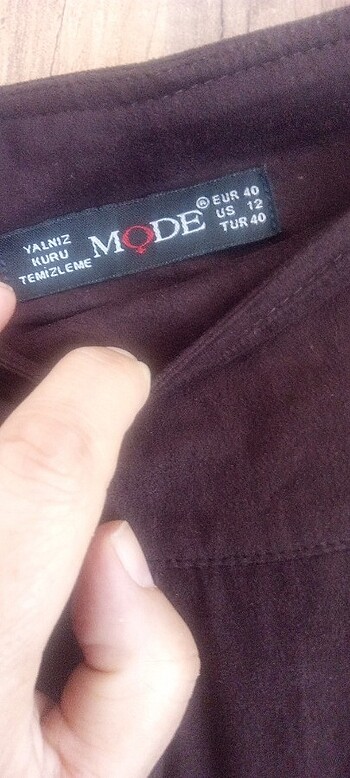 YALNIZ
KURU
TEMİZLEME
MODE®
EUR 40
US 12
TUR 40